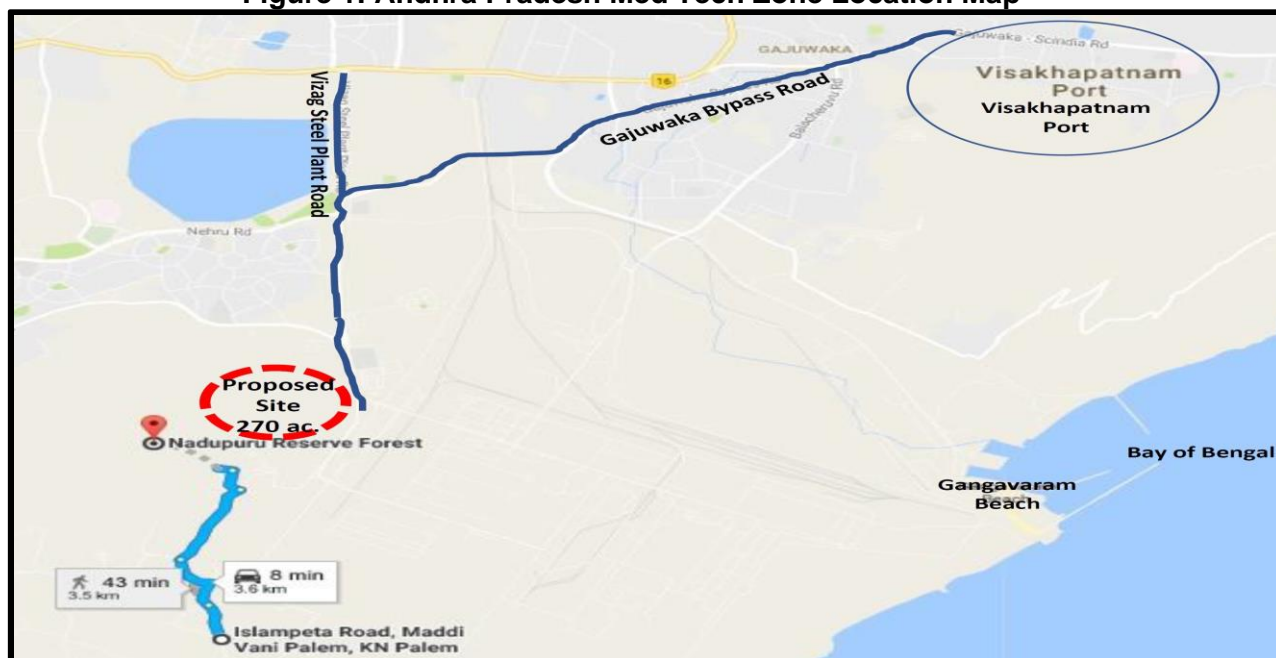 Figure 1: Andhra Pradesh Med Tech Zone Location Map
Gajuwaka - Scindia Rd
GAJUWAKA
16
Visakhapatnam
Port
Visakhapatnam
Port
Vizag Steel Plant Road
Gajuwaka Bypass Road
Balacheruvu Rd
Nehru Rd
Proposed
Site
270 ac.
Nadupuru Reserve Forest
Bay of Bengal
Gangavaram
Beach
43 min
3.5 km
8 min
3.6 km
Islampeta Road, Maddi
Vani Palem, KN Palem